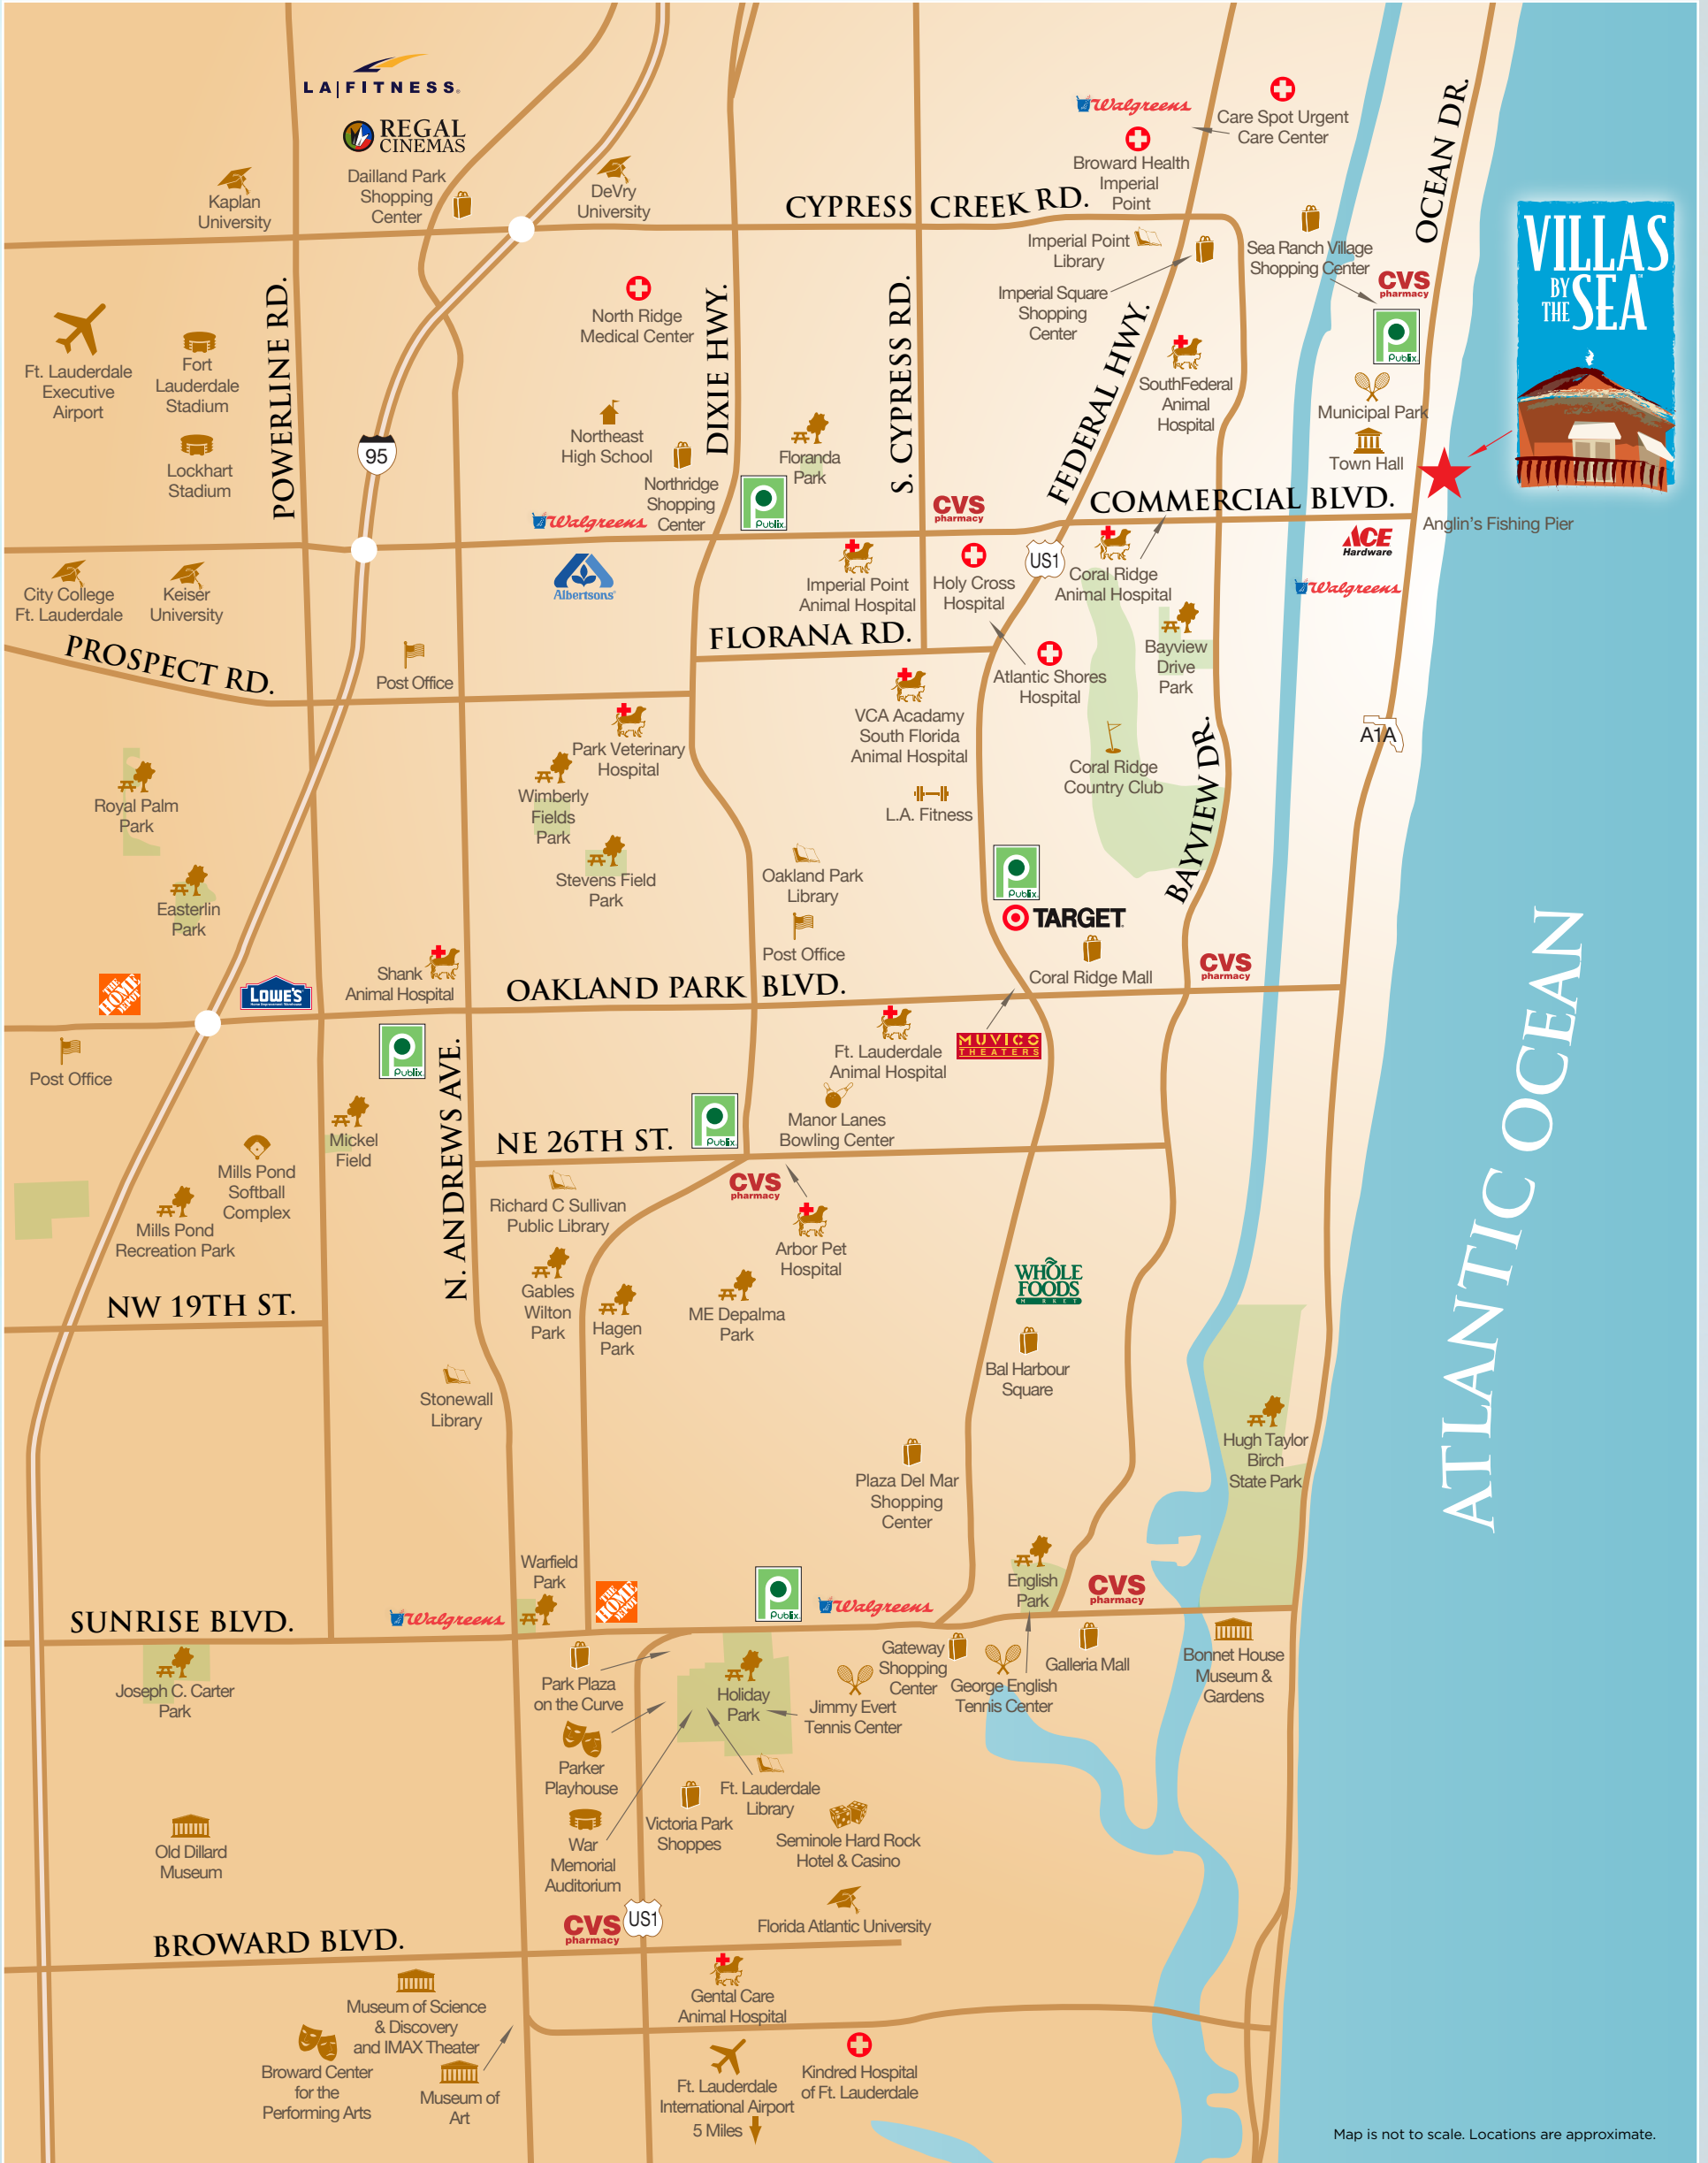 LA|FITNESS.
REGAL
CINEMAS
Dailland Park
Shopping
Center
Kaplan
University
DeVry
University
Walgreens
Care Spot Urgent
Care Center
Broward Health
Imperial
Point
OCEAN DR.
CYPRESS CREEK RD.
Imperial Point
Library
Sea Ranch Village
Shopping Center
CVS
pharmacy
Publix
VILLAS
BY
THE SEA
Imperial Square
Shopping
Center
POWERLINE RD.
North Ridge
Medical Center
DIXIE HWY.
S. CYPRESS RD.
FEDERAL HWY.
Ft. Lauderdale
Executive
Airport
Fort
Lauderdale
Stadium
SouthFederal
Animal
Hospital
Municipal Park
Town Hall
Lockhart
Stadium
95
Northeast
High School
Northridge
Shopping
Center
Floranda
Park
Publix
Walgreens
CVS
pharmacy
COMMERCIAL BLVD.
Anglin's Fishing Pier
ACE
Hardware
Walgreens
City College
Ft. Lauderdale
Keiser
University
Albertsons
Imperial Point
Animal Hospital
Holy Cross
Hospital
US1
Coral Ridge
Animal Hospital
FLORANA RD.
PROSPECT RD.
Post Office
Atlantic Shores
Hospital
Bayview
Drive
Park
Park Veterinary
Hospital
VCA Acadamy
South Florida
Animal Hospital
A1A
Coral Ridge
Country Club
BAYVIEW DR.
Royal Palm
Park
Wimberly
Fields
Park
L.A. Fitness
Stevens Field
Park
Oakland Park
Library
Publix
TARGET
Easterlin
Park
Post Office
Coral Ridge Mall
CVS
pharmacy
Shank
Animal Hospital
THE
HOME
DEPOT
LOWE'S
OAKLAND PARK BLVD.
ATLANTIC OCEAN
Post Office
Publix
N. ANDREWS AVE.
Ft. Lauderdale
Animal Hospital
MUVICO
THEATERS
Manor Lanes
Bowling Center
Publix
Mickel
Field
NE 26TH ST.
Mills Pond
Softball
Complex
Mills Pond
Recreation Park
CVS
pharmacy
Richard C Sullivan
Public Library
Arbor Pet
Hospital
WHOLE
FOODS
MARKET
NW 19TH ST.
Gables
Wilton
Park
Hagen
Park
ME Depalma
Park
Bal Harbour
Square
Stonewall
Library
Hugh Taylor
Birch
State Park
Plaza Del Mar
Shopping
Center
Warfield
Park
THE
HOME
DEPOT
Publix
Walgreens
English
Park
CVS
pharmacy
SUNRISE BLVD.
Walgreens
Joseph C. Carter
Park
Park Plaza
on the Curve
Holiday
Park
Jimmy Evert
Tennis Center
Gateway
Shopping
Center
George English
Tennis Center
Galleria Mall
Bonnet House
Museum &
Gardens
Parker
Playhouse
Ft. Lauderdale
Library
Victoria Park
Shoppes
War
Memorial
Auditorium
Seminole Hard Rock
Hotel & Casino
Old Dillard
Museum
CVS
pharmacy
US1
Florida Atlantic University
BROWARD BLVD.
Museum of Science
& Discovery
and IMAX Theater
Gental Care
Animal Hospital
Broward Center
for the
Performing Arts
Museum of
Art
Ft. Lauderdale
International Airport
5 Miles
Kindred Hospital
of Ft. Lauderdale
Map is not to scale. Locations are approximate.